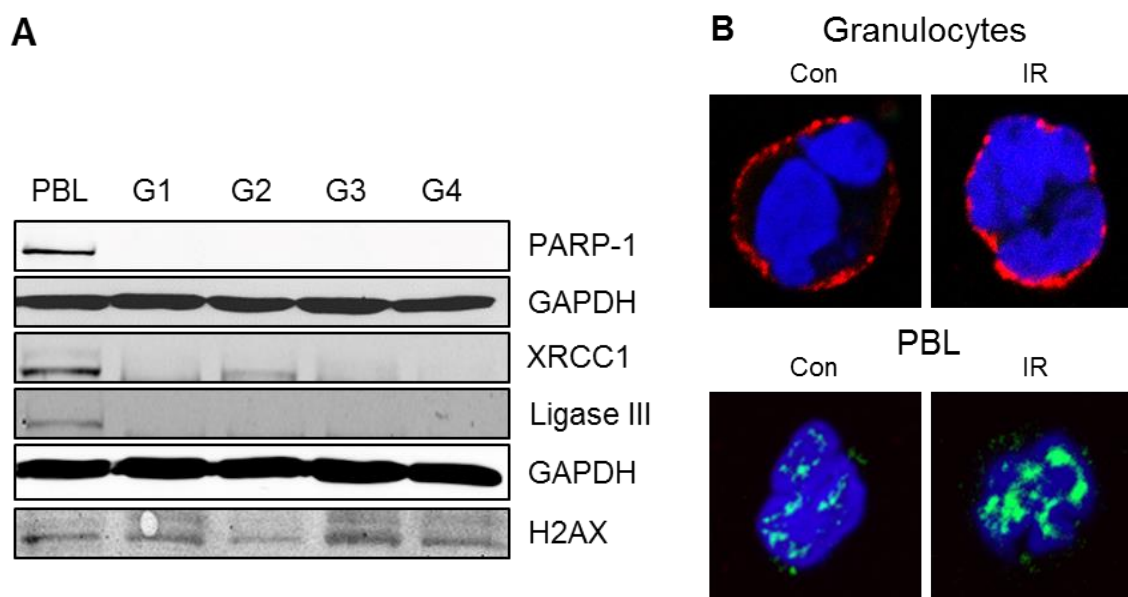 A
PBL G1 G2 G3 G4
PARP-1
GAPDH
XRCC1
Ligase III
GAPDH
H2AX
B Granulocytes
Con IR
PBL
Con IR